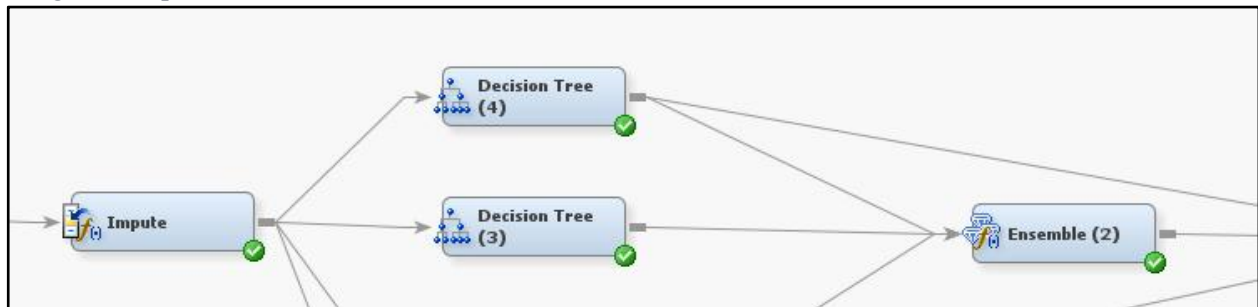 Decision Tree
(4)
Impute
Decision Tree
(3)
Ensemble (2)